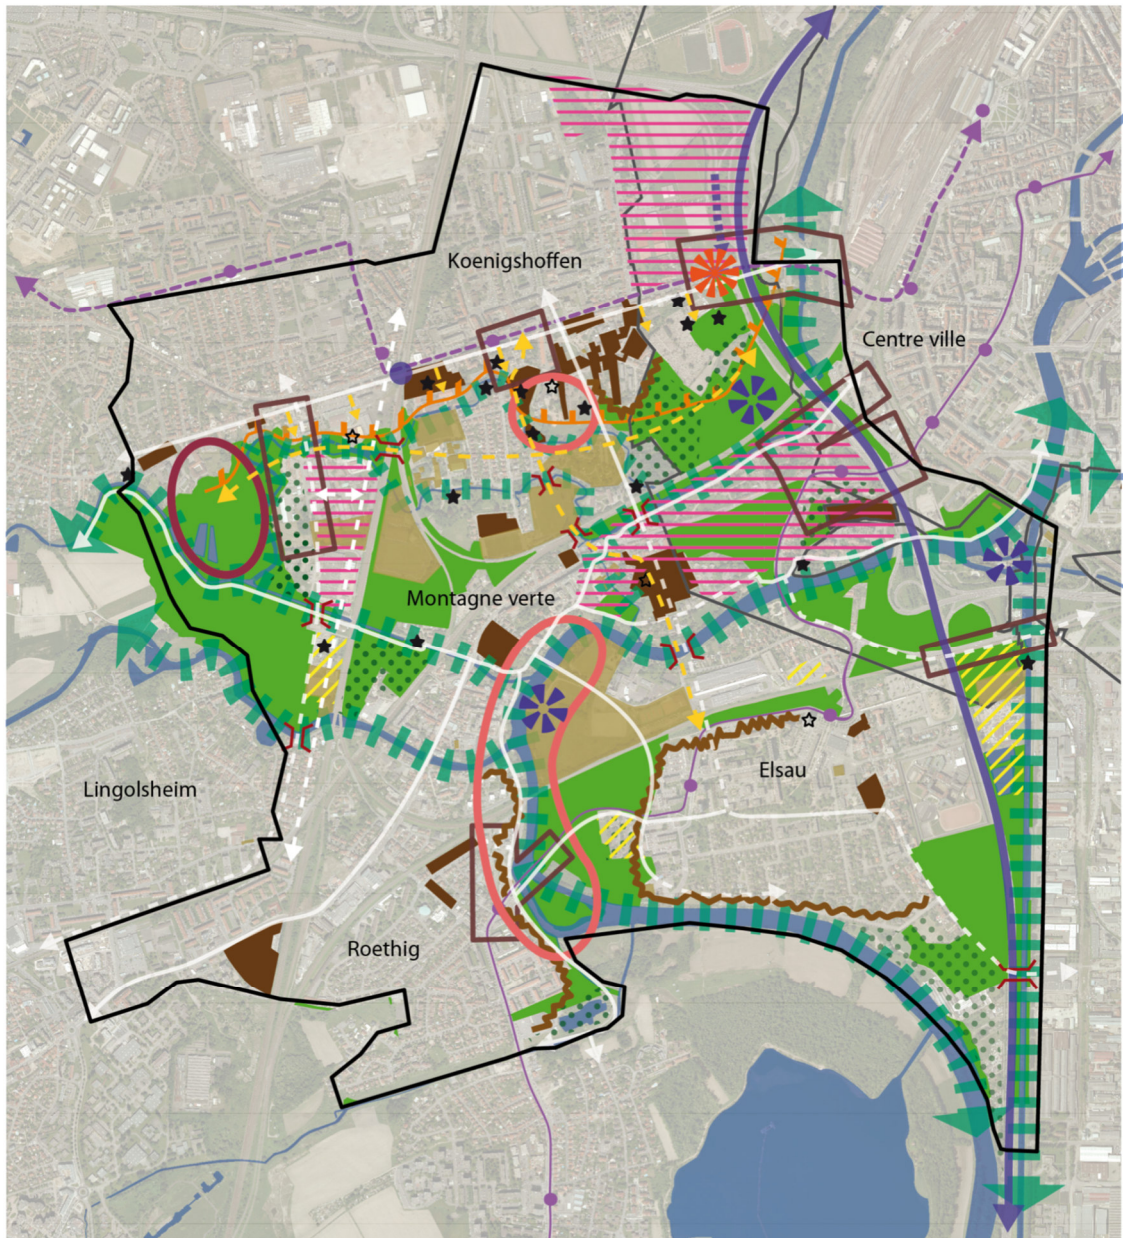 Koenigshoffen
Centre ville
Montagne verte
Elsau
Lingolsheim
Roethig